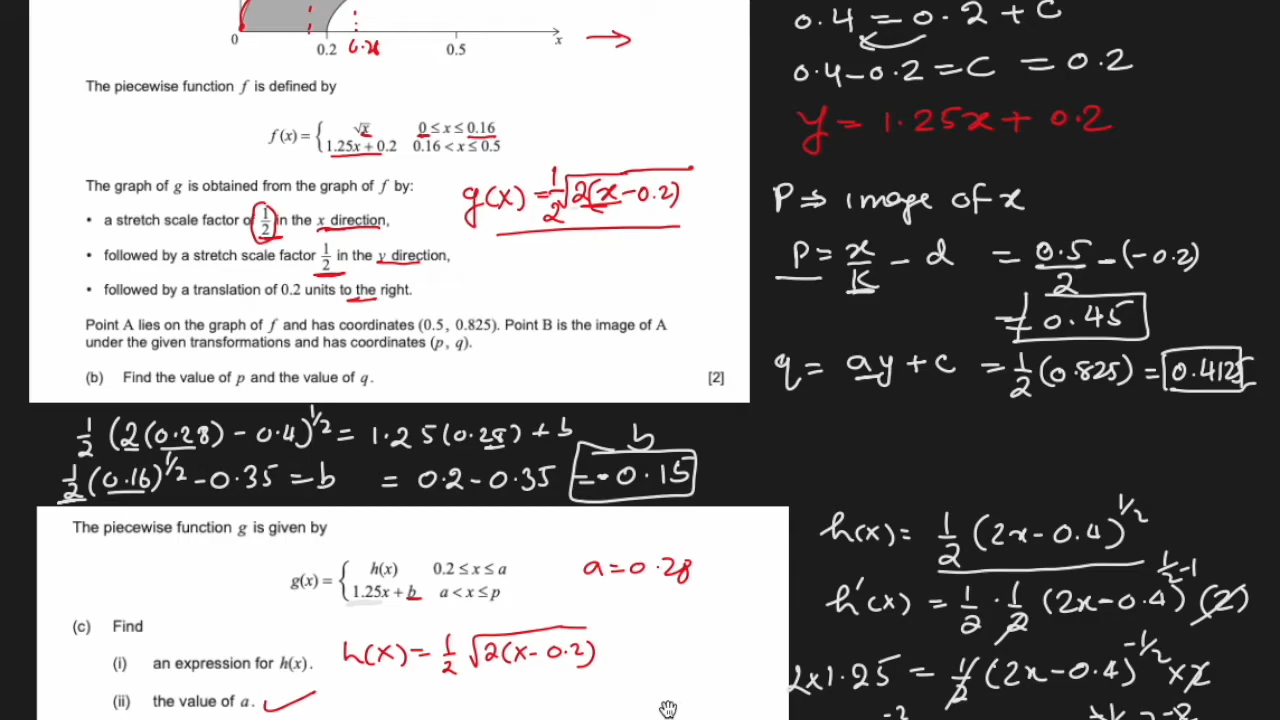 0 0.2 0.28 0.5 x →
The piecewise function f is defined by
f(x) = { √x 0 ≤ x ≤ 0.16
1.25x + 0.2 0.16 < x ≤ 0.5
The graph of g is obtained from the graph of f by:
g(x) = 1/2 √2(x - 0.2)
• a stretch scale factor of 1/2 in the x direction,
• followed by a stretch scale factor 1/2 in the y direction,
• followed by a translation of 0.2 units to the right.
Point A lies on the graph of f and has coordinates (0.5, 0.825). Point B is the image of A
under the given transformations and has coordinates (p, q).
(b) Find the value of p and the value of q. [2]
0.4 = 0.2 + C
0.4 - 0.2 = C = 0.2
y = 1.25x + 0.2
P ⇒ image of x
P = x/k - d = 0.5/2 - (-0.2)
= 0.45
q = ay + c = 1/2 (0.825) = 0.4125
1/2 (2(0.28) - 0.4)^1/2 = 1.25(0.28) + b b
1/2 (0.16)^1/2 - 0.35 = b = 0.2 - 0.35 = -0.15
The piecewise function g is given by
g(x) = { h(x) 0.2 ≤ x ≤ a
1.25x + b a < x ≤ p
a = 0.28
(c) Find
(i) an expression for h(x).
h(x) = 1/2 √2(x - 0.2)
(ii) the value of a. ✓
h(x) = 1/2 (2x - 0.4)^1/2
h'(x) = 1/2 · 1/2 (2x - 0.4)^1/2-1 (2)
2x1.25 = 1/2 (2x - 0.4)^-1/2 x 2